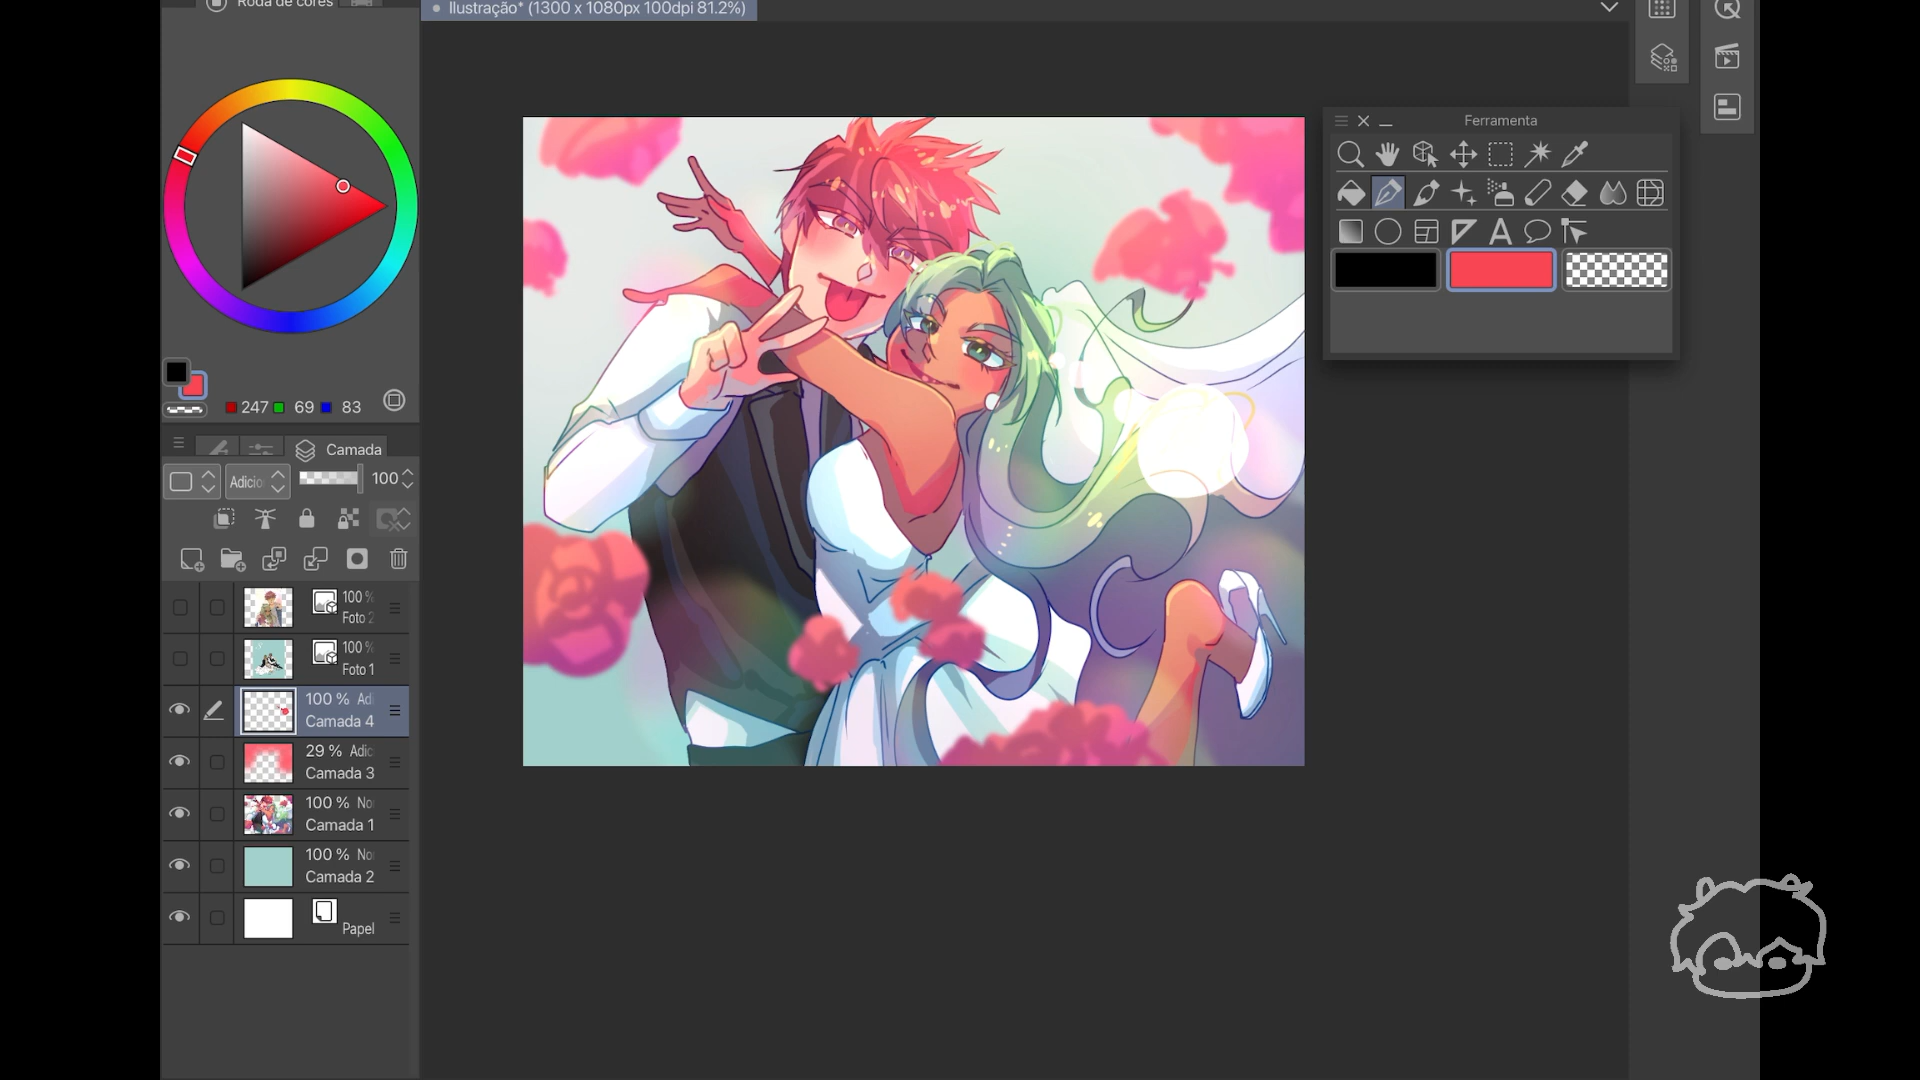 Roda de cores
Ilustração* (1300 x 1080px 100dpi 81.2%)
Ferramenta
247 69 83
Camada
Adicio 100
100 %
Foto 2
100 %
Foto 1
100 % Adi
Camada 4
29 % Adic
Camada 3
100 % No
Camada 1
100 % No
Camada 2
Papel